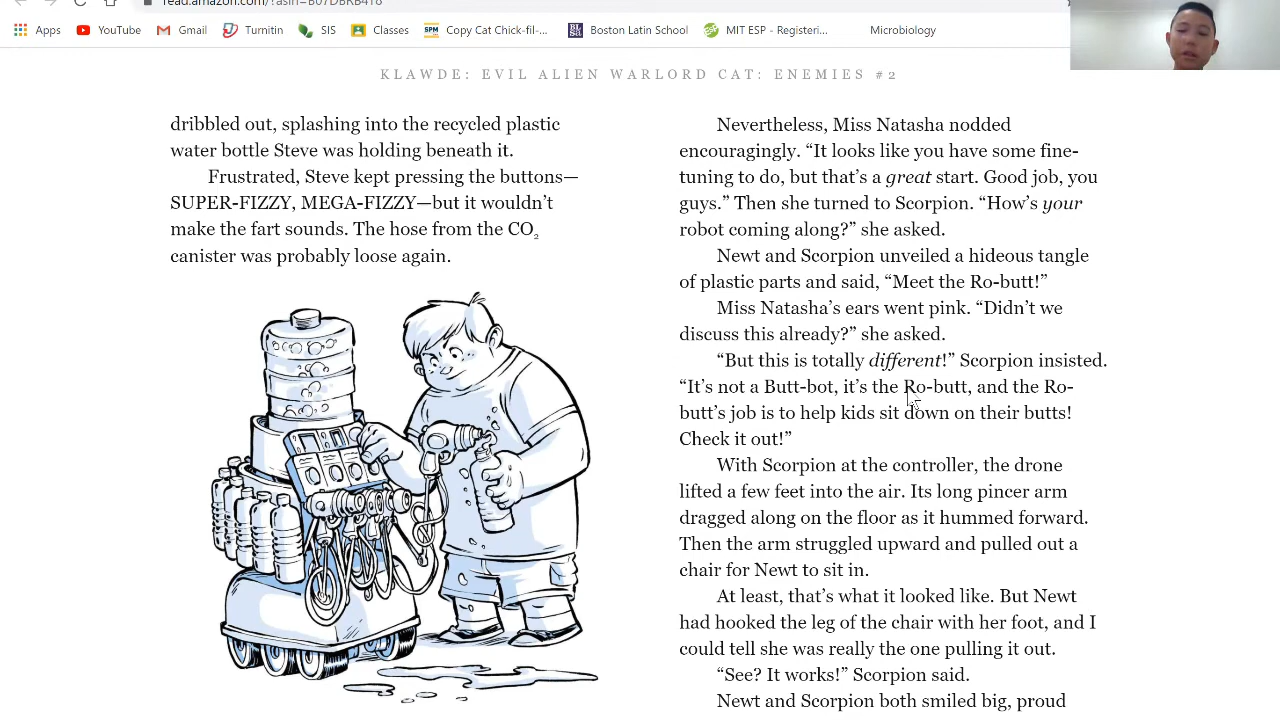 read.amazon.com/?asin=B07DBRB418
Apps YouTube Gmail Turnitin SIS Classes Copy Cat Chick-fil-... Boston Latin School MIT ESP - Registeri... Microbiology
KLAWDE: EVIL ALIEN WARLORD CAT: ENEMIES #2
dribbled out, splashing into the recycled plastic
water bottle Steve was holding beneath it.
Frustrated, Steve kept pressing the buttons—
SUPER-FIZZY, MEGA-FIZZY—but it wouldn’t
make the fart sounds. The hose from the CO₂
canister was probably loose again.
Nevertheless, Miss Natasha nodded
encouragingly. “It looks like you have some fine-
tuning to do, but that’s a great start. Good job, you
guys.” Then she turned to Scorpion. “How’s your
robot coming along?” she asked.
Newt and Scorpion unveiled a hideous tangle
of plastic parts and said, “Meet the Ro-butt!”
Miss Natasha’s ears went pink. “Didn’t we
discuss this already?” she asked.
“But this is totally different!” Scorpion insisted.
“It’s not a Butt-bot, it’s the Ro-butt, and the Ro-
butt’s job is to help kids sit down on their butts!
Check it out!”
With Scorpion at the controller, the drone
lifted a few feet into the air. Its long pincer arm
dragged along on the floor as it hummed forward.
Then the arm struggled upward and pulled out a
chair for Newt to sit in.
At least, that’s what it looked like. But Newt
had hooked the leg of the chair with her foot, and I
could tell she was really the one pulling it out.
“See? It works!” Scorpion said.
Newt and Scorpion both smiled big, proud